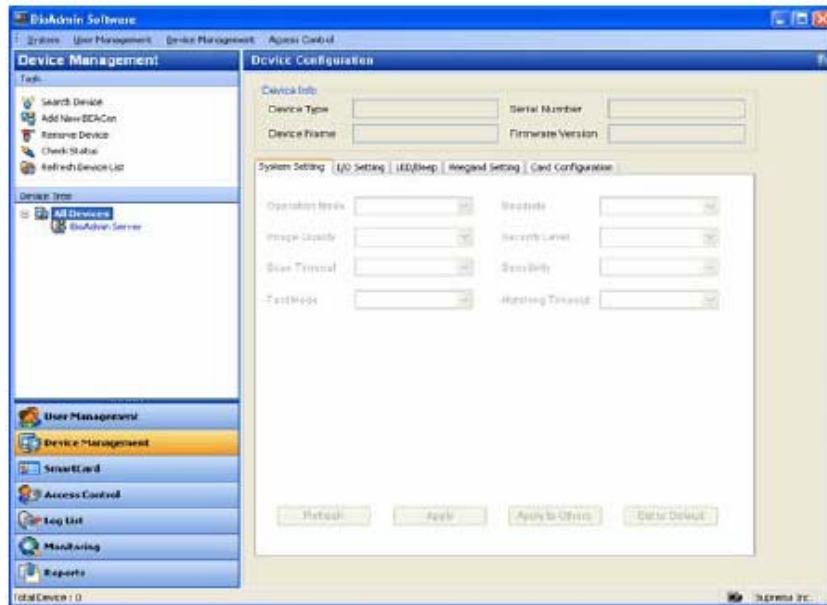 BioAdmin Software
System User Management Device Management Access Control
Device Management
Task
Search Device
Add New BEACon
Remove Device
Check Status
Refresh Device List
Device Tree
All Devices
BioAdmin Server
User Management
Device Management
SmartCard
Access Control
Log List
Monitoring
Reports
Device Configuration
Device Info
Device Type
Serial Number
Device Name
Firmware Version
System Setting I/O Setting LED/Beep Wiegand Setting Card Configuration
Operation Mode
Baudrate
Image Quality
Security Level
Scan Timeout
Sensitivity
Fast Mode
Matching Timeout
Refresh
Apply
Apply to Others
Set to Default
Total Device : 0
Suprema Inc.